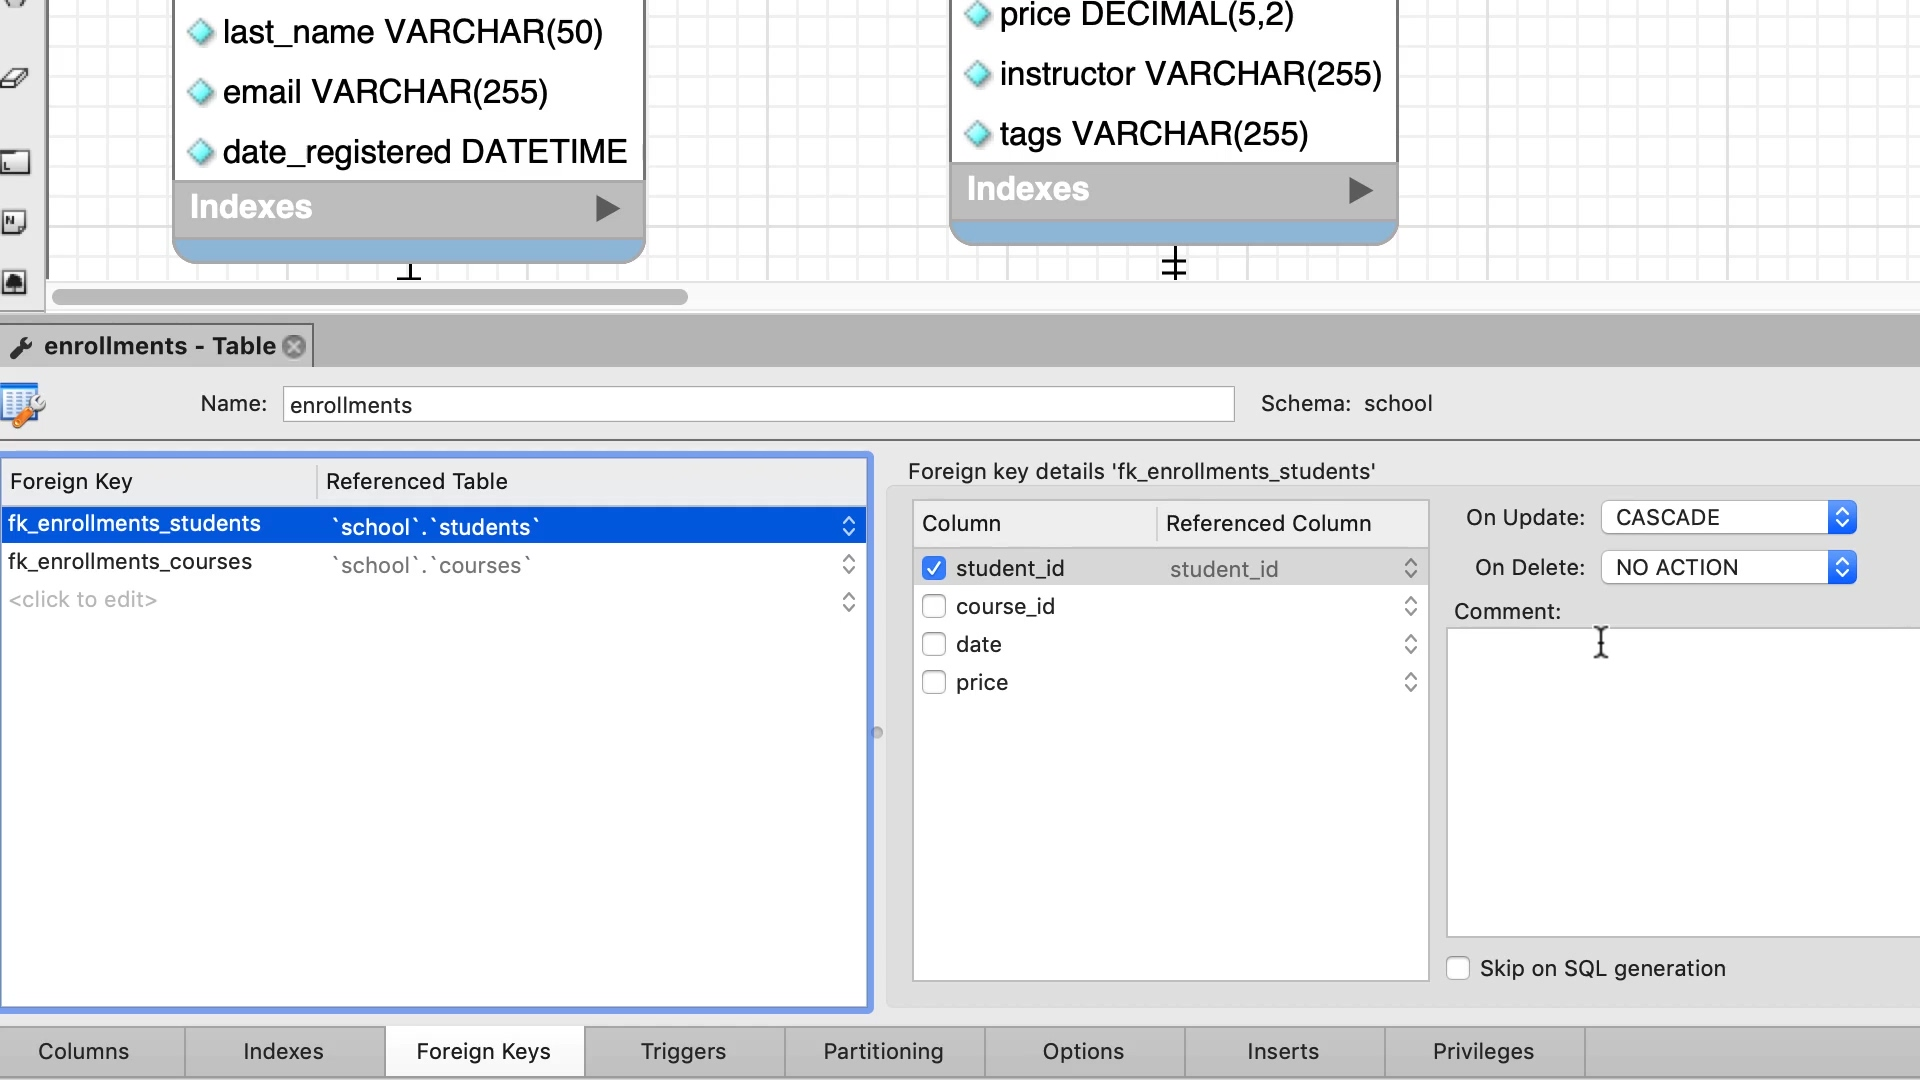 last_name VARCHAR(50)
email VARCHAR(255)
date_registered DATETIME
Indexes
price DECIMAL(5,2)
instructor VARCHAR(255)
tags VARCHAR(255)
Indexes
enrollments - Table
Name: enrollments Schema: school
Foreign Key Referenced Table
fk_enrollments_students `school`.`students`
fk_enrollments_courses `school`.`courses`
<click to edit>
Foreign key details 'fk_enrollments_students'
Column Referenced Column
student_id student_id
course_id
date
price
On Update: CASCADE
On Delete: NO ACTION
Comment:
Skip on SQL generation
Columns Indexes Foreign Keys Triggers Partitioning Options Inserts Privileges